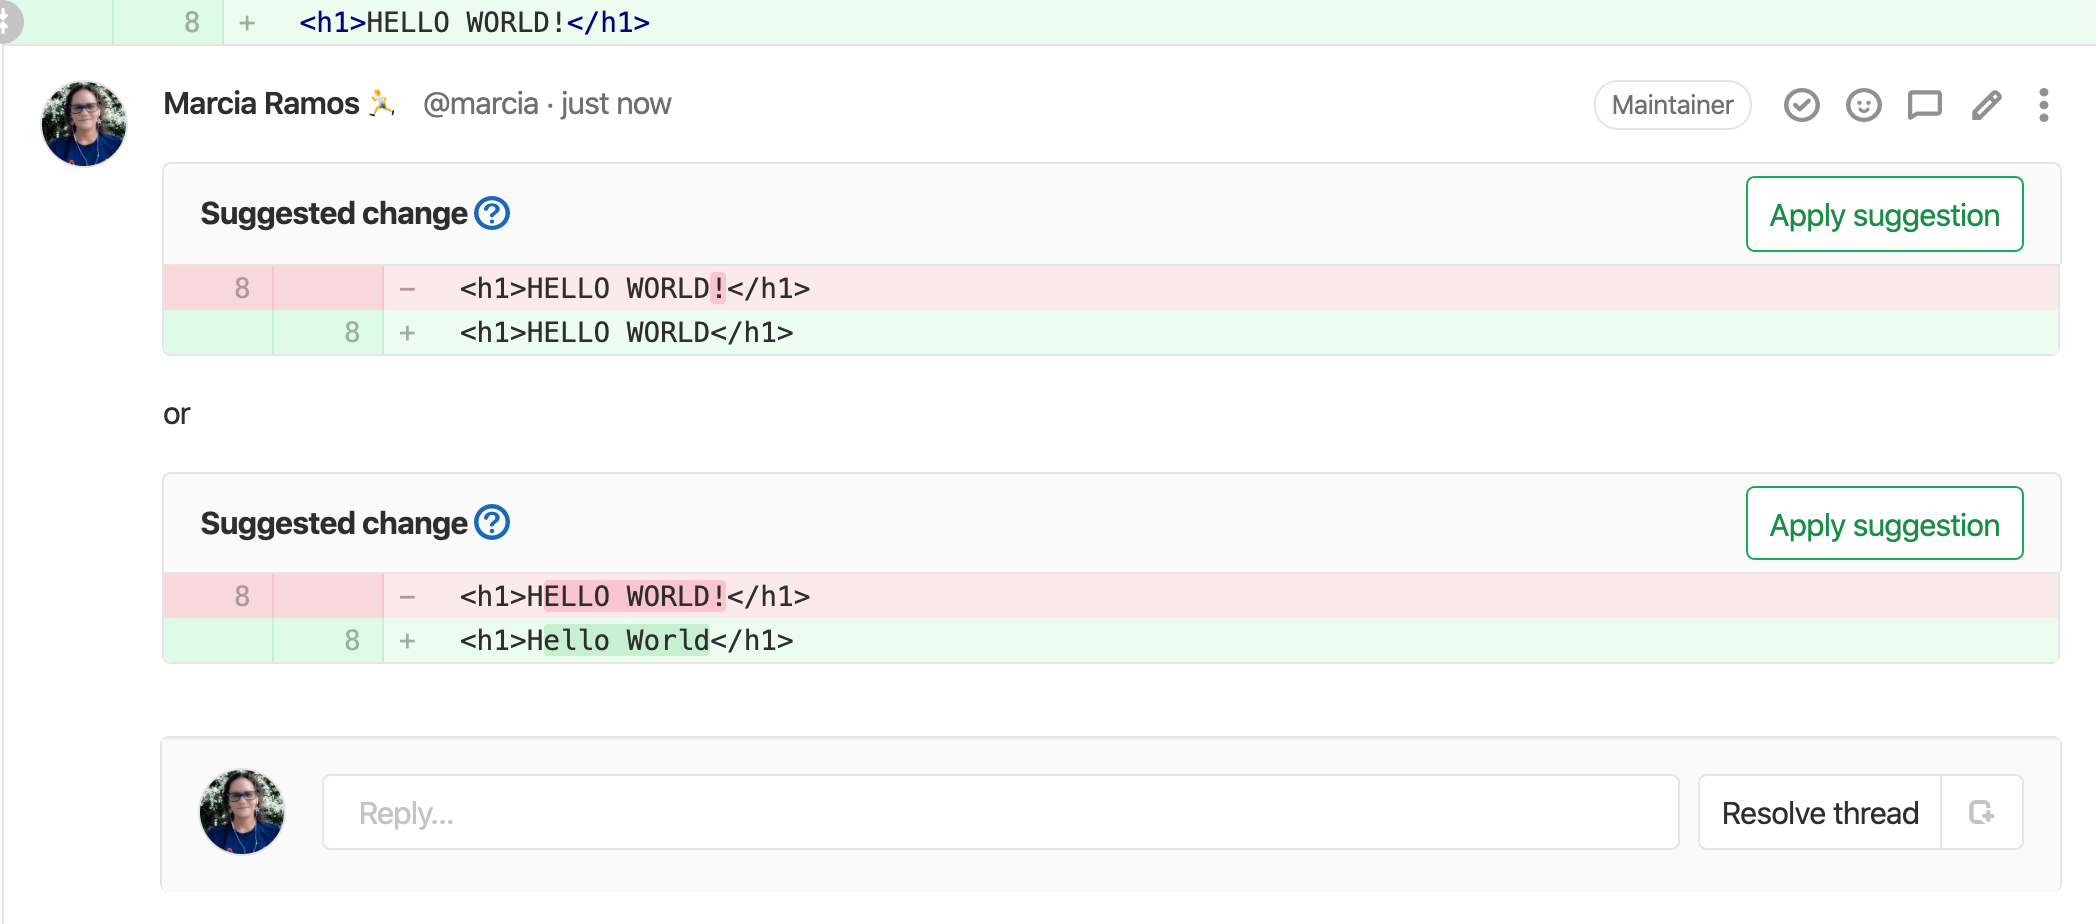 8 + <h1>HELLO WORLD!</h1>
Marcia Ramos @marcia · just now Maintainer
Suggested change ? Apply suggestion
8 − <h1>HELLO WORLD!</h1>
8 + <h1>HELLO WORLD</h1>
or
Suggested change ? Apply suggestion
8 − <h1>HELLO WORLD!</h1>
8 + <h1>Hello World</h1>
Reply... Resolve thread